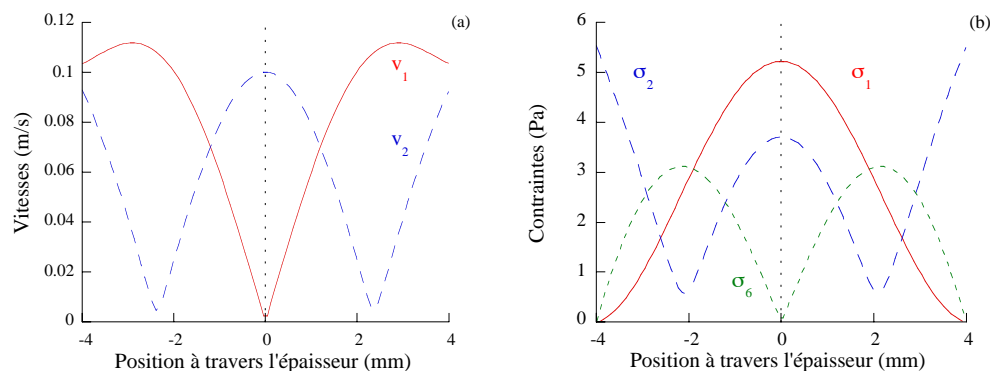 (a)
0.12
0.1
0.08
0.06
0.04
0.02
0
Vitesses (m/s)
v1
v2
-4 -2 0 2 4
Position à travers l'épaisseur (mm)
(b)
6
5
4
3
2
1
0
Contraintes (Pa)
σ2
σ1
σ6
-4 -2 0 2 4
Position à travers l'épaisseur (mm)